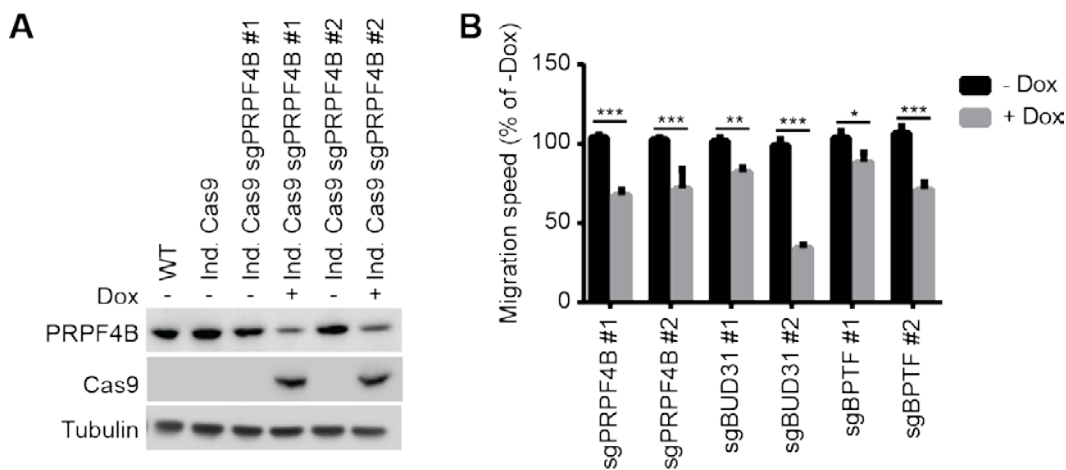 A
WT
Ind. Cas9
Ind. Cas9 sgPRPF4B #1
Ind. Cas9 sgPRPF4B #1
Ind. Cas9 sgPRPF4B #2
Ind. Cas9 sgPRPF4B #2
Dox - - - + - +
PRPF4B
Cas9
Tubulin
B
Migration speed (% of -Dox)
150
100
50
0
*** *** ** *** * ***
- Dox
+ Dox
sgPRPF4B #1
sgPRPF4B #2
sgBUD31 #1
sgBUD31 #2
sgBPTF #1
sgBPTF #2